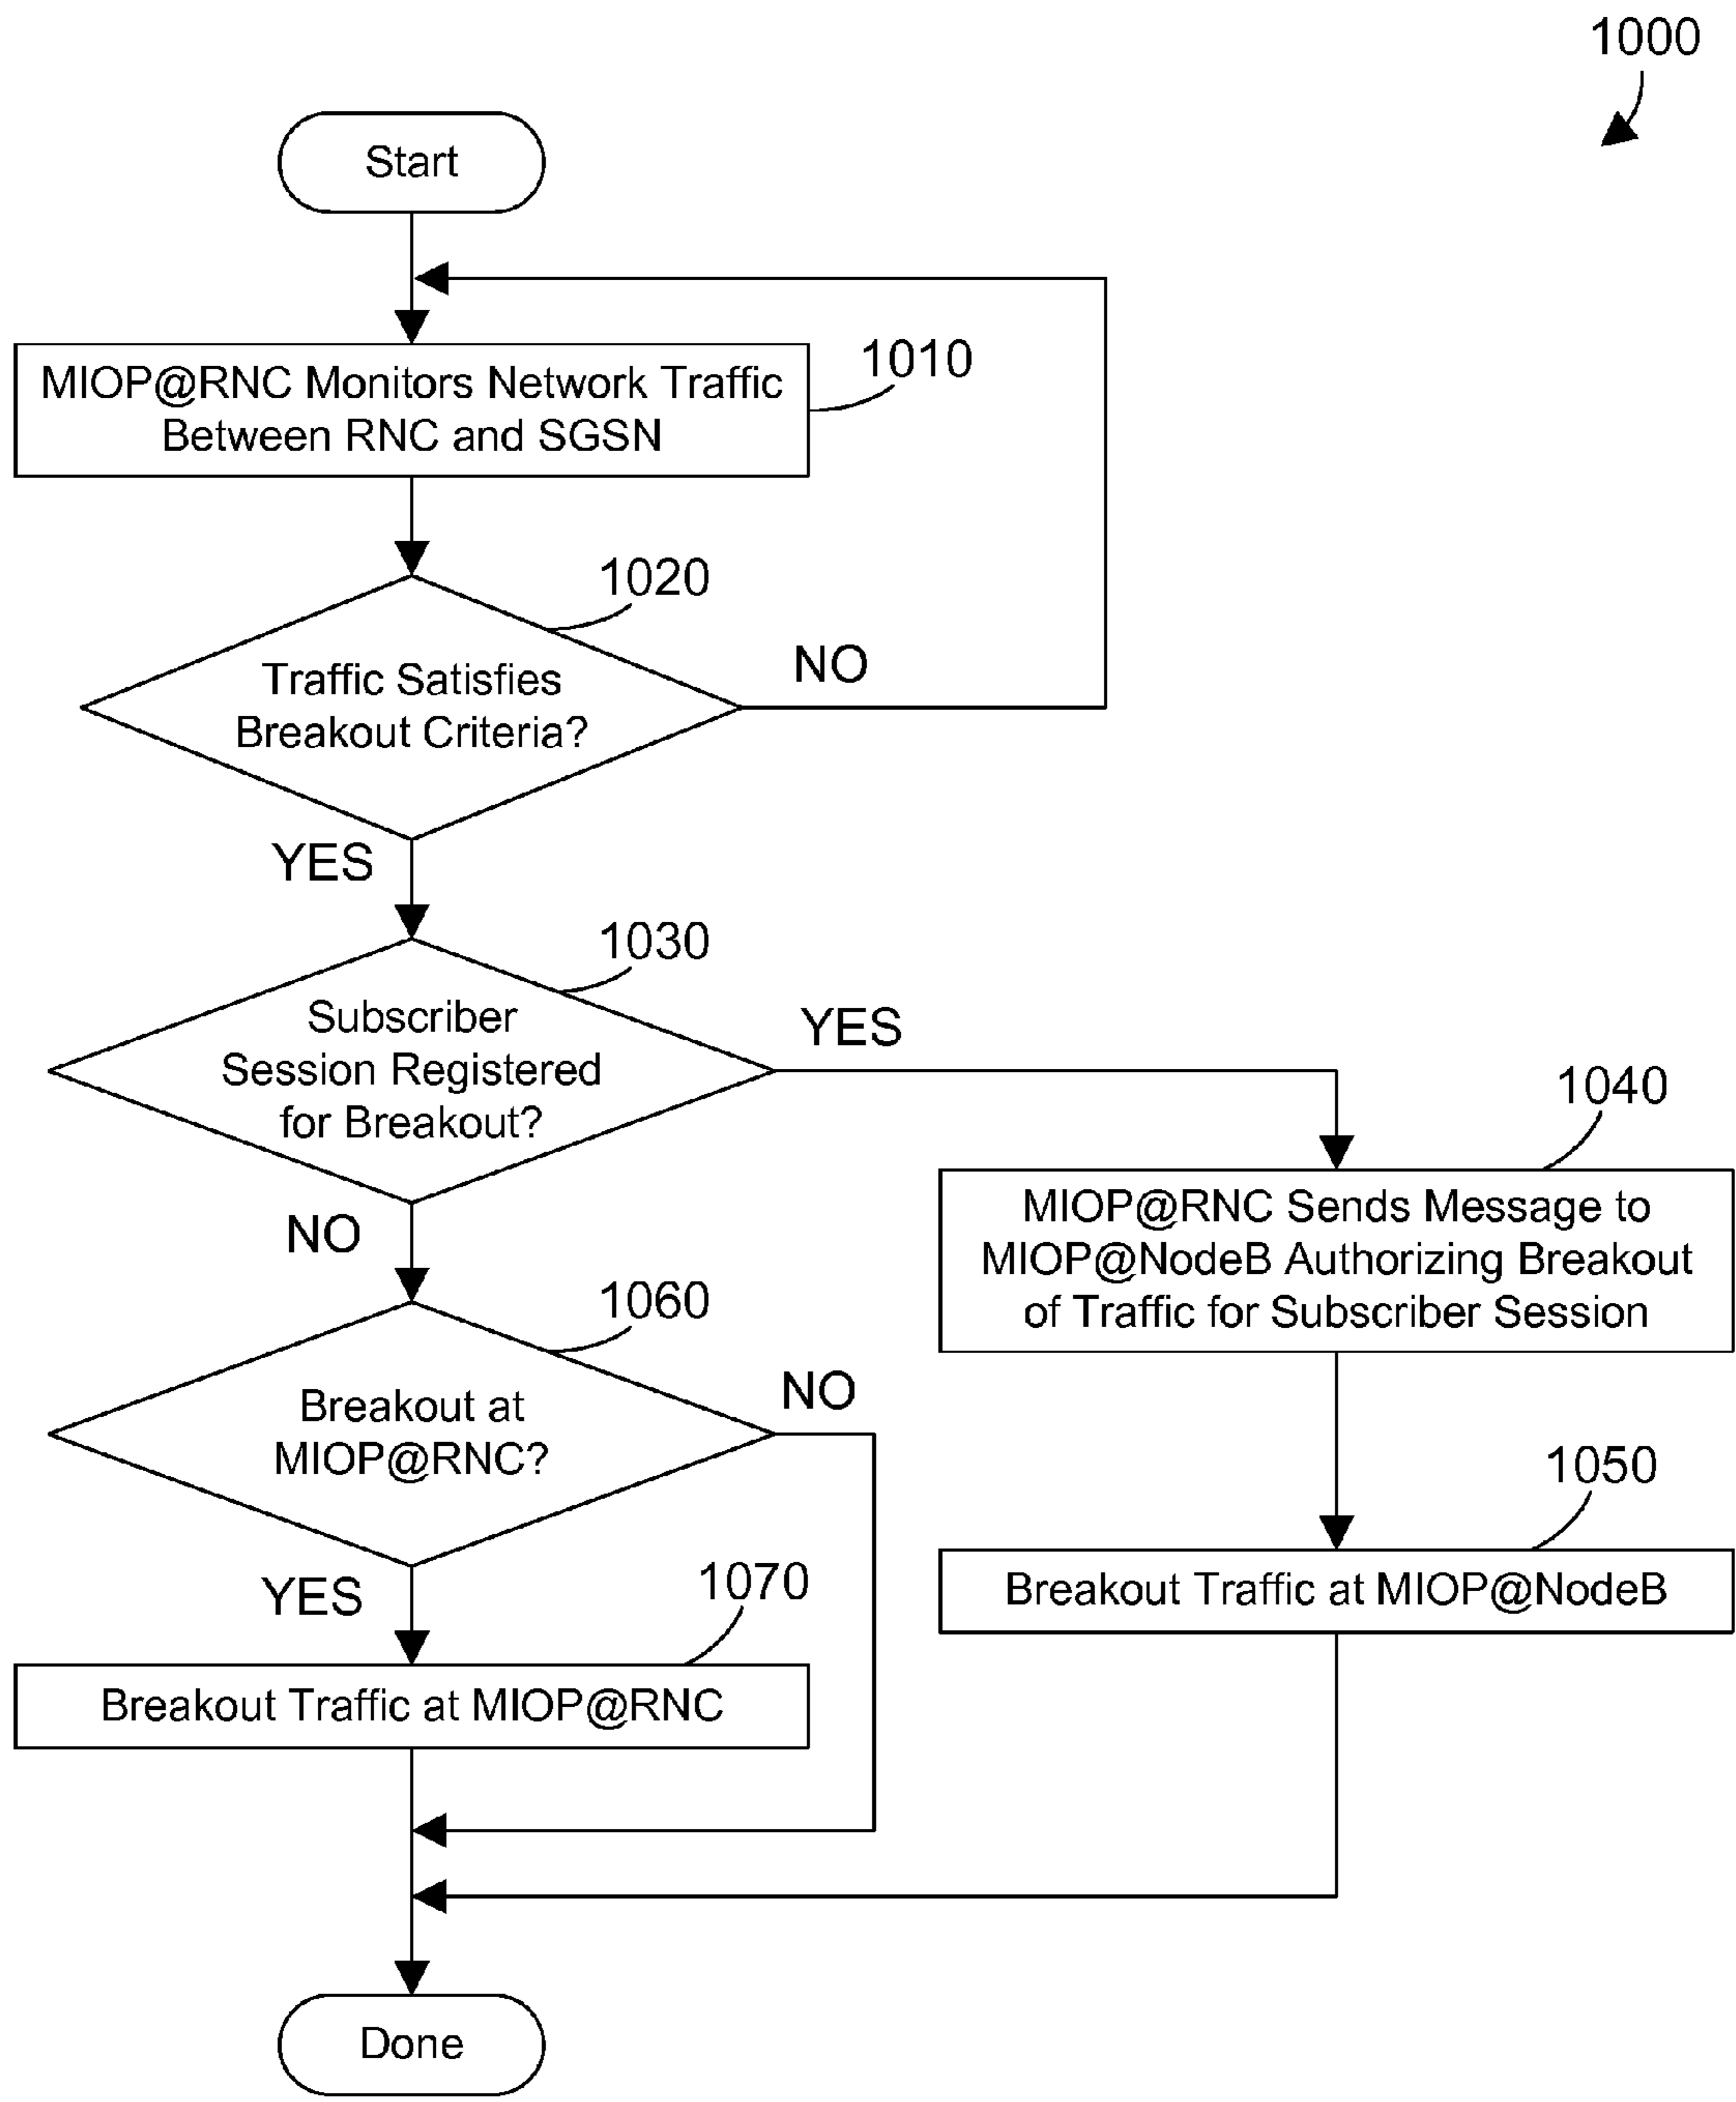 1000
Start
MIOP@RNC Monitors Network Traffic
Between RNC and SGSN
1010
1020
Traffic Satisfies
Breakout Criteria?
NO
YES
1030
Subscriber
Session Registered
for Breakout?
YES
NO
1040
MIOP@RNC Sends Message to
MIOP@NodeB Authorizing Breakout
of Traffic for Subscriber Session
1060
Breakout at
MIOP@RNC?
NO
YES
1050
Breakout Traffic at MIOP@NodeB
1070
Breakout Traffic at MIOP@RNC
Done